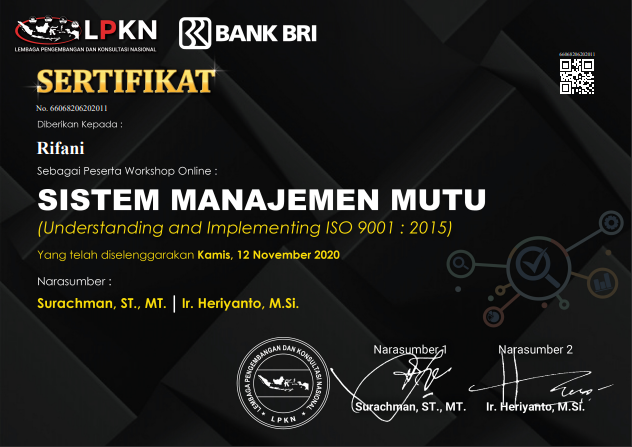 LPKN
LEMBAGA PENGEMBANGAN DAN KONSULTASI NASIONAL
BANK BRI
66068206202011
SERTIFIKAT
No. 66068206202011
Diberikan Kepada :
Rifani
Sebagai Peserta Workshop Online :
SISTEM MANAJEMEN MUTU
(Understanding and Implementing ISO 9001 : 2015)
Yang telah diselenggarakan Kamis, 12 November 2020
Narasumber :
Surachman, ST., MT. | Ir. Heriyanto, M.Si.
LEMBAGA PENGEMBANGAN DAN KONSULTASI NASIONAL
LPKN
Narasumber 1
Surachman, ST., MT.
Narasumber 2
Ir. Heriyanto, M.Si.